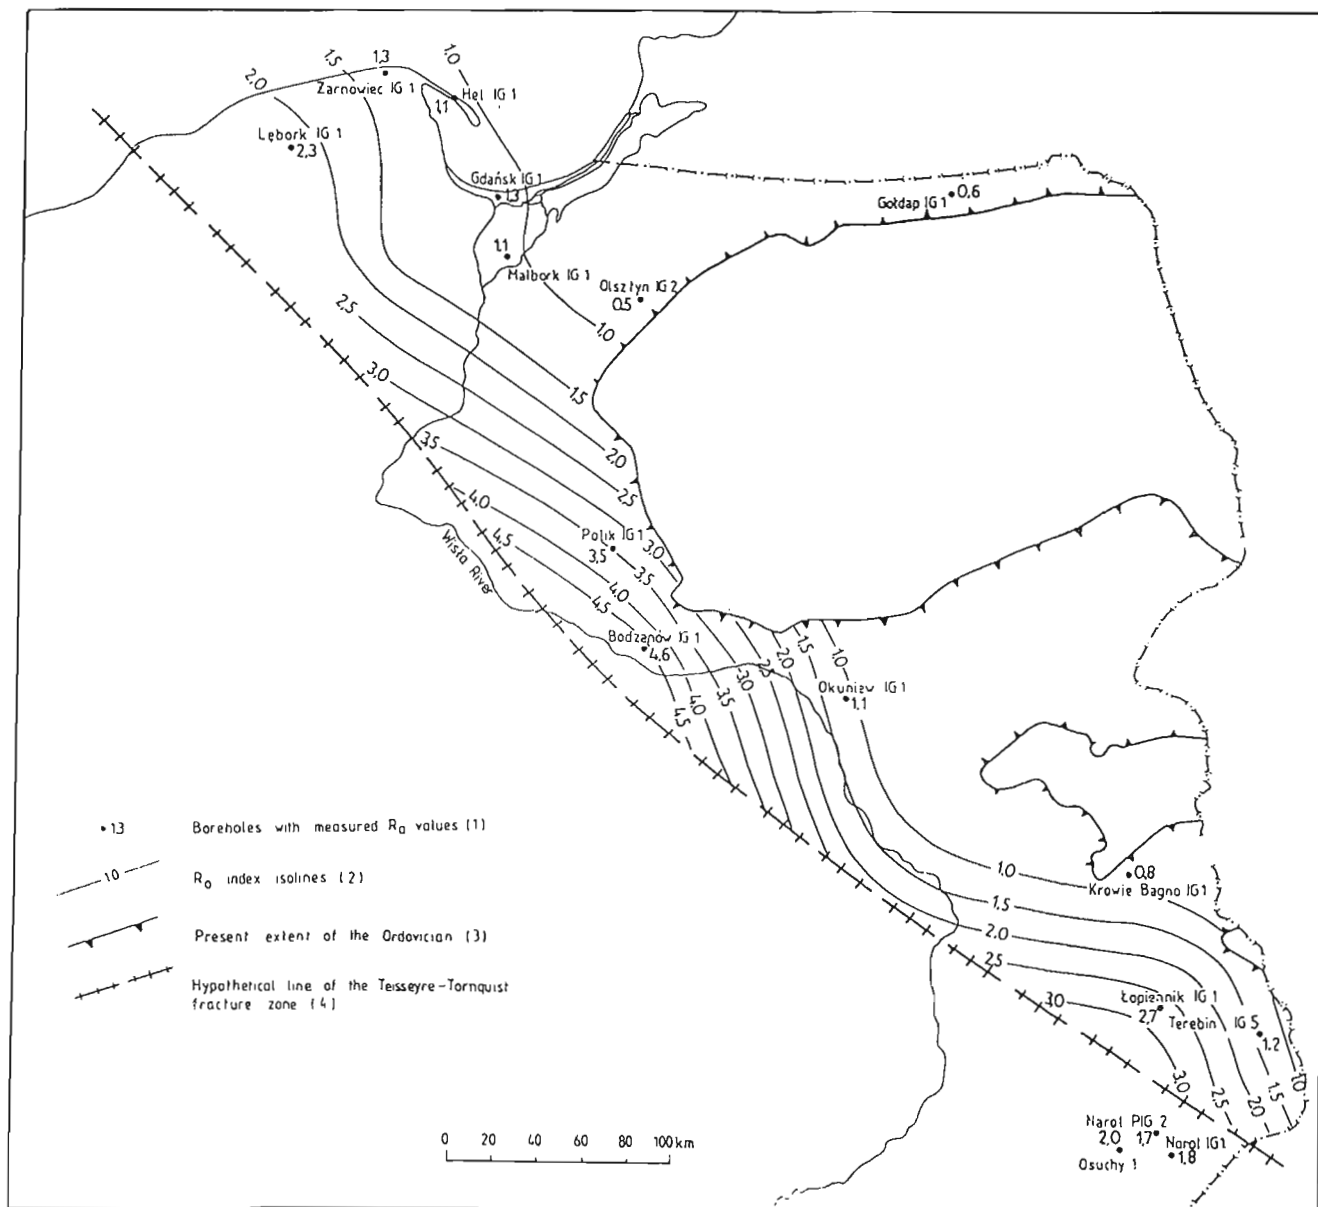 2,0
1,5
1,3
Żarnowiec IG 1
1,0
Hel IG 1
1,1
Lębork IG 1
2,3
Gdańsk IG 1
1,3
1,1
Malbork IG 1
Gołdap IG 1
0,6
Olsztyn IG 2
0,5
1,0
2,5
3,0
1,5
3,5
2,0
2,5
4,0
4,5
Polik IG 1
3,5
3,0
3,5
4,0
4,5
Wisła River
Bodzanów IG 1
4,6
4,5
4,0
3,5
3,0
2,5
2,0
1,5
1,0
Okuniew IG 1
1,1
1,0
0,8
Krowie Bagno IG1
1,5
2,0
2,5
3,0
Łopiennik IG 1
2,7
Terebin IG 5
1,2
3,0
2,5
2,0
1,5
1,0
Narol PIG 2
2,0 1,7
Narol IG1
Osuchy 1
1,8
1,3 Boreholes with measured Ro values (1)
1,0 Ro index isolines (2)
Present extent of the Ordovician (3)
Hypothetical line of the Teisseyre-Tornquist
fracture zone (4)
0 20 40 60 80 100 km